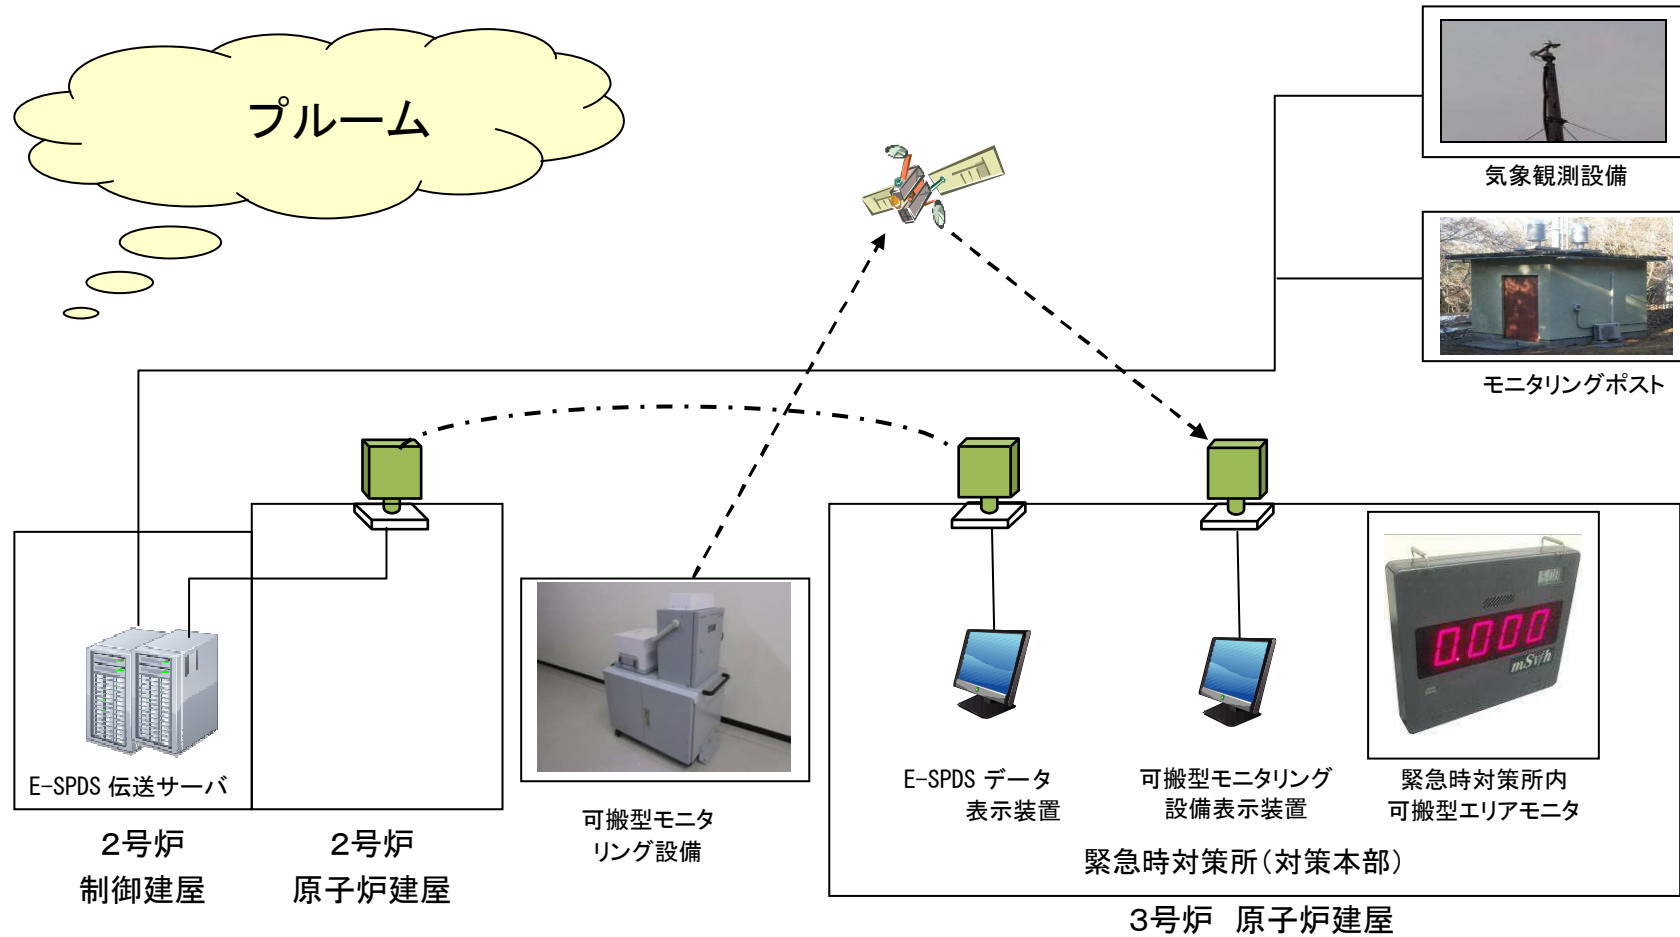 プルーム
気象観測設備
モニタリングポスト
0.000
mSv/h
E-SPDS 伝送サーバ
2号炉
制御建屋
2号炉
原子炉建屋
可搬型モニタ
リング設備
E-SPDS データ
表示装置
可搬型モニタリング
設備表示装置
緊急時対策所内
可搬型エリアモニタ
緊急時対策所(対策本部)
3号炉 原子炉建屋